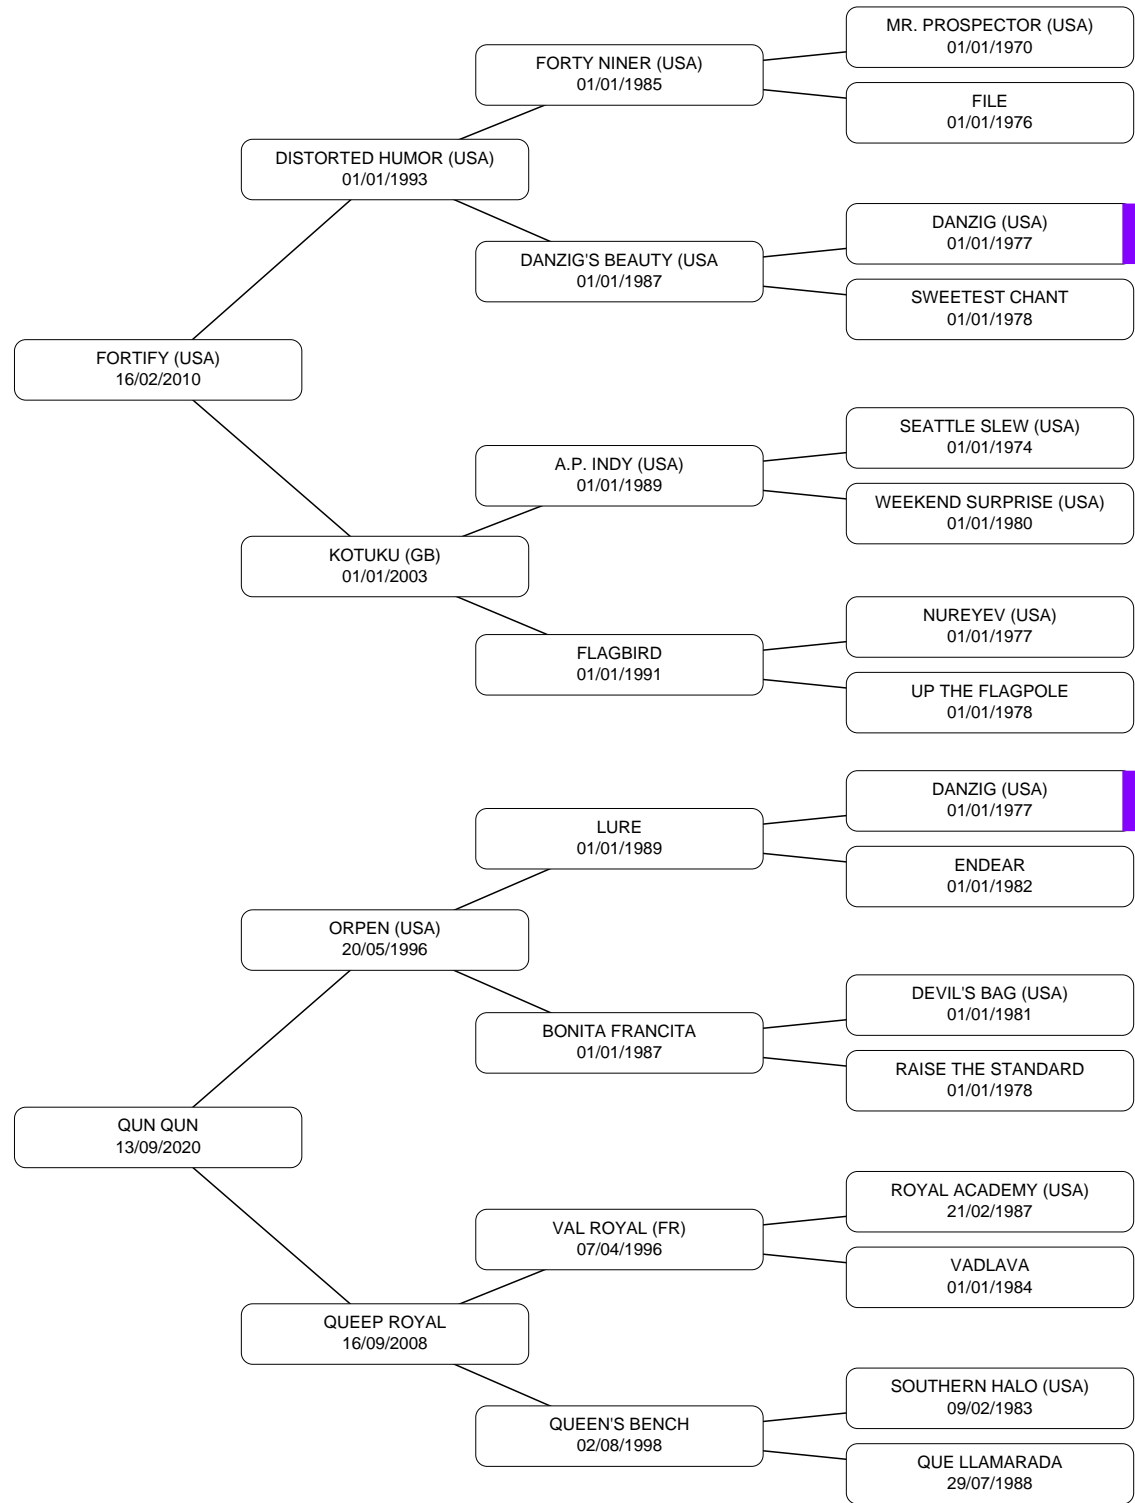 MR. PROSPECTOR (USA)
01/01/1970
FORTY NINER (USA)
01/01/1985
FILE
01/01/1976
DISTORTED HUMOR (USA)
01/01/1993
DANZIG (USA)
01/01/1977
DANZIG'S BEAUTY (USA
01/01/1987
SWEETEST CHANT
01/01/1978
FORTIFY (USA)
16/02/2010
SEATTLE SLEW (USA)
01/01/1974
A.P. INDY (USA)
01/01/1989
WEEKEND SURPRISE (USA)
01/01/1980
KOTUKU (GB)
01/01/2003
NUREYEV (USA)
01/01/1977
FLAGBIRD
01/01/1991
UP THE FLAGPOLE
01/01/1978
DANZIG (USA)
01/01/1977
LURE
01/01/1989
ENDEAR
01/01/1982
ORPEN (USA)
20/05/1996
DEVIL'S BAG (USA)
01/01/1981
BONITA FRANCITA
01/01/1987
RAISE THE STANDARD
01/01/1978
QUN QUN
13/09/2020
ROYAL ACADEMY (USA)
21/02/1987
VAL ROYAL (FR)
07/04/1996
VADLAVA
01/01/1984
QUEEP ROYAL
16/09/2008
SOUTHERN HALO (USA)
09/02/1983
QUEEN'S BENCH
02/08/1998
QUE LLAMARADA
29/07/1988